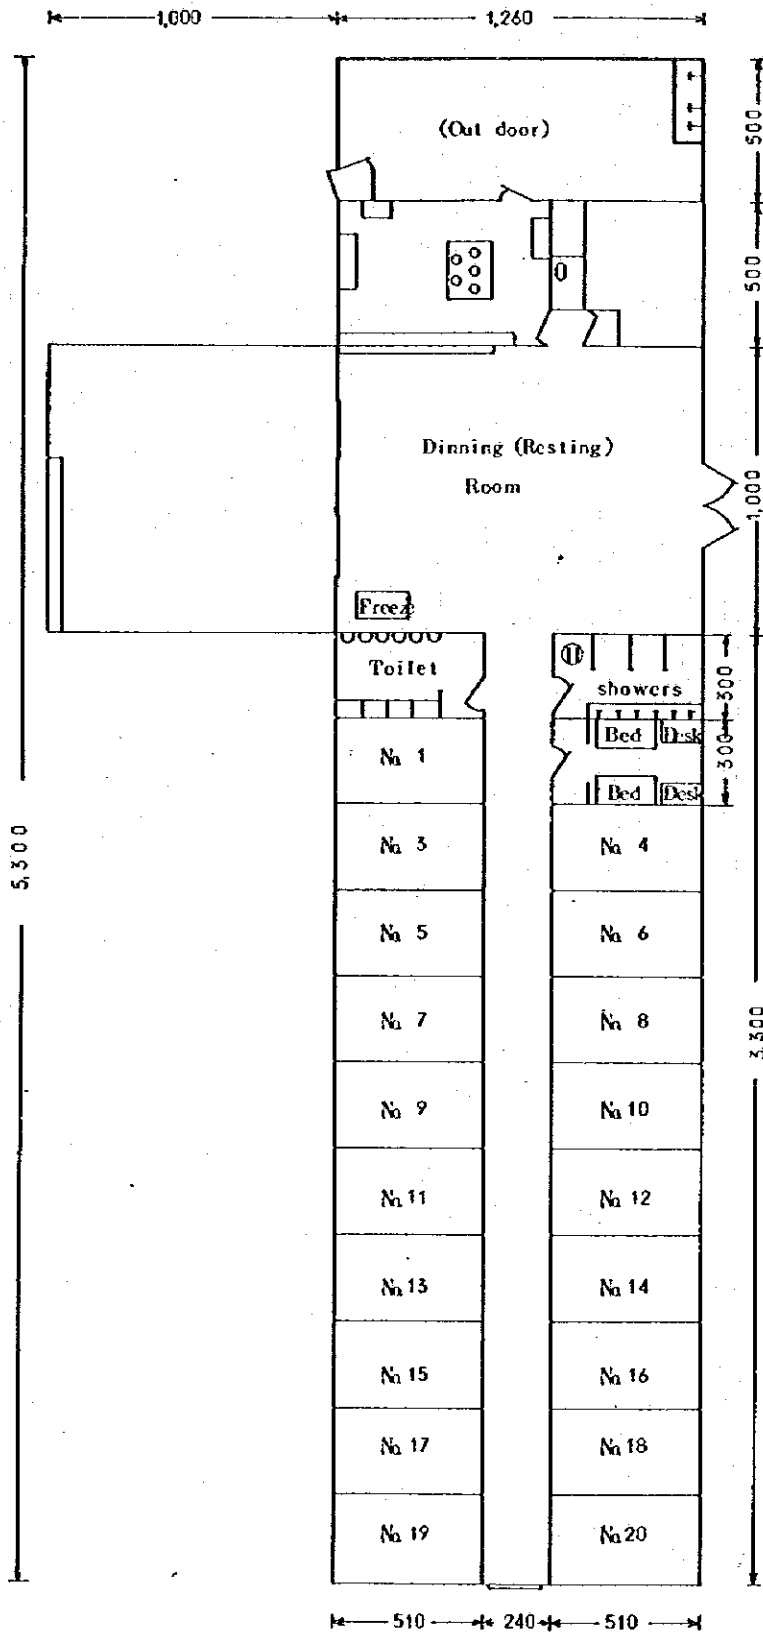 1,000
1,260
(Out door)
500
500
Dinning (Resting)
Room
1,000
Freeze
Toilet
showers
300
Bed Desk
300
Bed Desk
No. 1
No. 3
No. 4
5,300
No. 5
No. 6
No. 7
No. 8
3,300
No. 9
No. 10
No. 11
No. 12
No. 13
No. 14
No. 15
No. 16
No. 17
No. 18
No. 19
No. 20
510
240
510